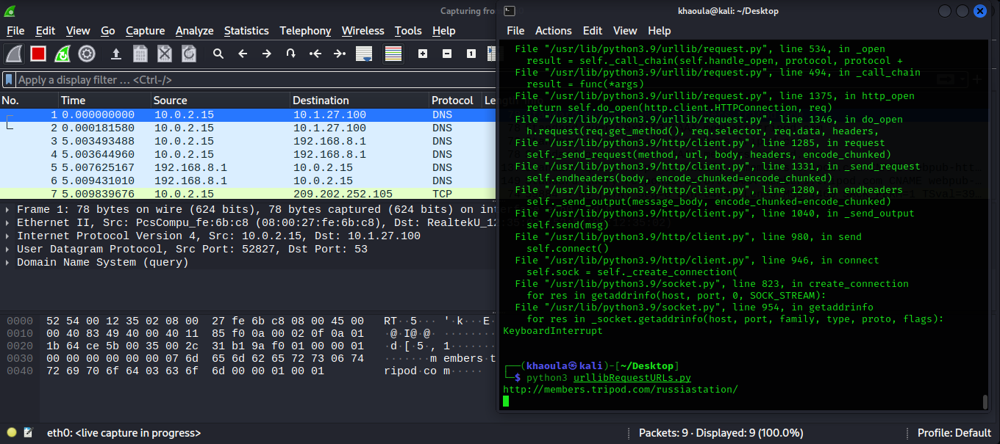 Capturing fro
File Edit View Go Capture Analyze Statistics Telephony Wireless Tools Help
Apply a display filter … <Ctrl-/>
No. Time Source Destination Protocol Le
1 0.000000000 10.0.2.15 10.1.27.100 DNS
2 0.000181580 10.0.2.15 10.1.27.100 DNS
3 5.003493488 10.0.2.15 192.168.8.1 DNS
4 5.003644960 10.0.2.15 192.168.8.1 DNS
5 5.007625167 192.168.8.1 10.0.2.15 DNS
6 5.009431010 192.168.8.1 10.0.2.15 DNS
7 5.009839676 10.0.2.15 209.202.252.105 TCP
Frame 1: 78 bytes on wire (624 bits), 78 bytes captured (624 bits) on int
Ethernet II, Src: PcsCompu_fe:6b:c8 (08:00:27:fe:6b:c8), Dst: RealtekU_12
Internet Protocol Version 4, Src: 10.0.2.15, Dst: 10.1.27.100
User Datagram Protocol, Src Port: 52827, Dst Port: 53
Domain Name System (query)
0000 52 54 00 12 35 02 08 00 27 fe 6b c8 08 00 45 00 RT··5···'·k···E·
0010 00 40 83 49 40 00 40 11 85 f0 0a 00 02 0f 0a 01 ·@·I@·@·········
0020 1b 64 ce 5b 00 35 00 2c 31 b1 9a f0 01 00 00 01 ·d·[·5·,1·······
0030 00 00 00 00 00 00 07 6d 65 6d 62 65 72 73 06 74 ·······members·t
0040 72 69 70 6f 64 03 63 6f 6d 00 00 01 00 01 ripod·com·····
eth0: <live capture in progress>
Packets: 9 · Displayed: 9 (100.0%)
Profile: Default
khaoula@kali: ~/Desktop
File Actions Edit View Help
File "/usr/lib/python3.9/urllib/request.py", line 534, in _open
result = self._call_chain(self.handle_open, protocol, protocol +
File "/usr/lib/python3.9/urllib/request.py", line 494, in _call_chain
result = func(*args)
File "/usr/lib/python3.9/urllib/request.py", line 1375, in http_open
return self.do_open(http.client.HTTPConnection, req)
File "/usr/lib/python3.9/urllib/request.py", line 1346, in do_open
h.request(req.get_method(), req.selector, req.data, headers,
File "/usr/lib/python3.9/http/client.py", line 1285, in request
self._send_request(method, url, body, headers, encode_chunked)
File "/usr/lib/python3.9/http/client.py", line 1331, in _send_request
self.endheaders(body, encode_chunked=encode_chunked)
File "/usr/lib/python3.9/http/client.py", line 1280, in endheaders
self._send_output(message_body, encode_chunked=encode_chunked)
File "/usr/lib/python3.9/http/client.py", line 1040, in _send_output
self.send(msg)
File "/usr/lib/python3.9/http/client.py", line 980, in send
self.connect()
File "/usr/lib/python3.9/http/client.py", line 946, in connect
self.sock = self._create_connection(
File "/usr/lib/python3.9/socket.py", line 823, in create_connection
for res in getaddrinfo(host, port, 0, SOCK_STREAM):
File "/usr/lib/python3.9/socket.py", line 954, in getaddrinfo
for res in _socket.getaddrinfo(host, port, family, type, proto, flags):
KeyboardInterrupt
┌──(khaoula㉿kali)-[~/Desktop]
└─$ python3 urllibRequestURLs.py
http://members.tripod.com/russiastation/